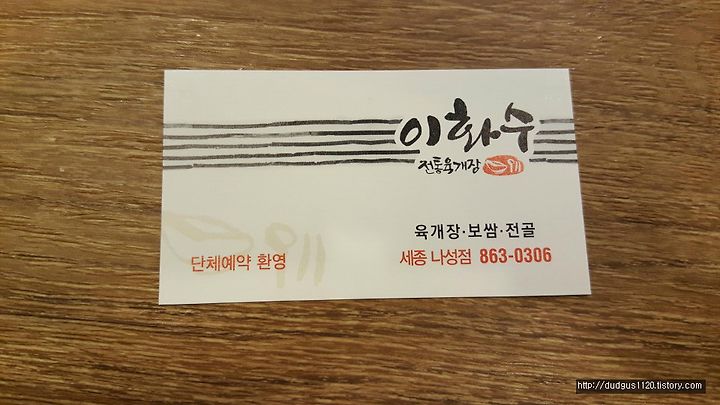 이화수
전통육개장
육개장·보쌈·전골
단체예약 환영
세종 나성점 863-0306
http://dudgus1120.tistory.com